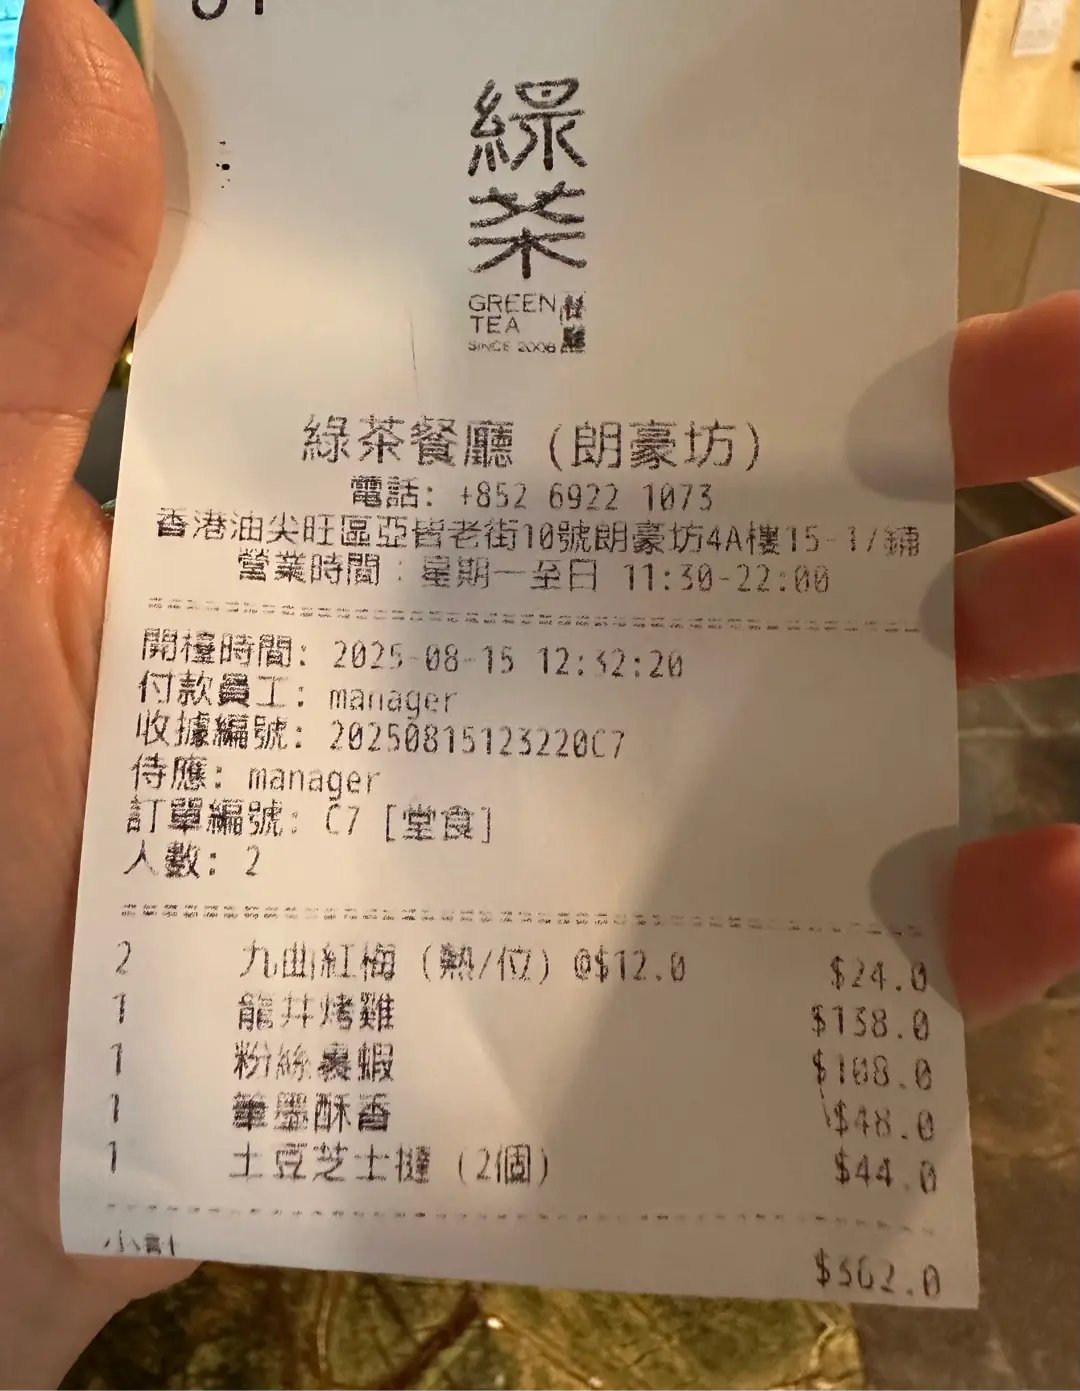 綠
茶
GREEN
TEA
餐廳
SINCE 2008
綠茶餐廳 (朗豪坊)
電話: +852 6922 1073
香港油尖旺區亞皆老街10號朗豪坊4A樓15-17鋪
營業時間：星期一至日 11:30-22:00
開檯時間: 2025-08-15 12:32:20
付款員工: manager
收據編號: 20250815123220C7
侍應: manager
訂單編號: C7 [堂食]
人數: 2
2 九曲紅梅 (熱/位) @$12.0 $24.0
1 龍井烤雞 $138.0
1 粉絲裹蝦 $108.0
1 筆墨酥香 $48.0
1 土豆芝士撻 (2個) $44.0
小計 $362.0